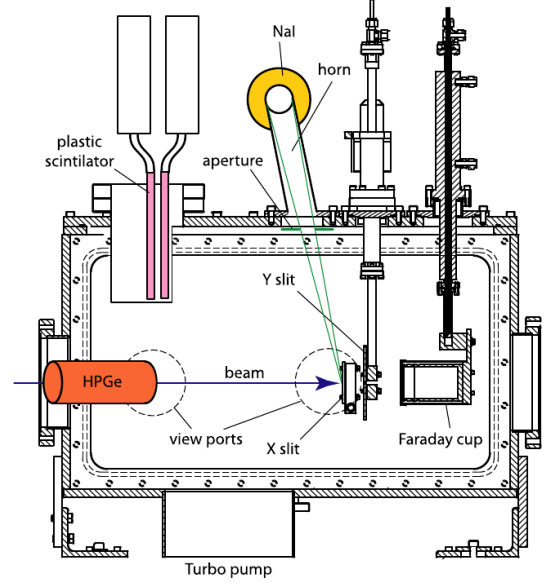 NaI
horn
plastic
scintilator
aperture
Y slit
HPGe
beam
view ports
X slit
Faraday cup
Turbo pump